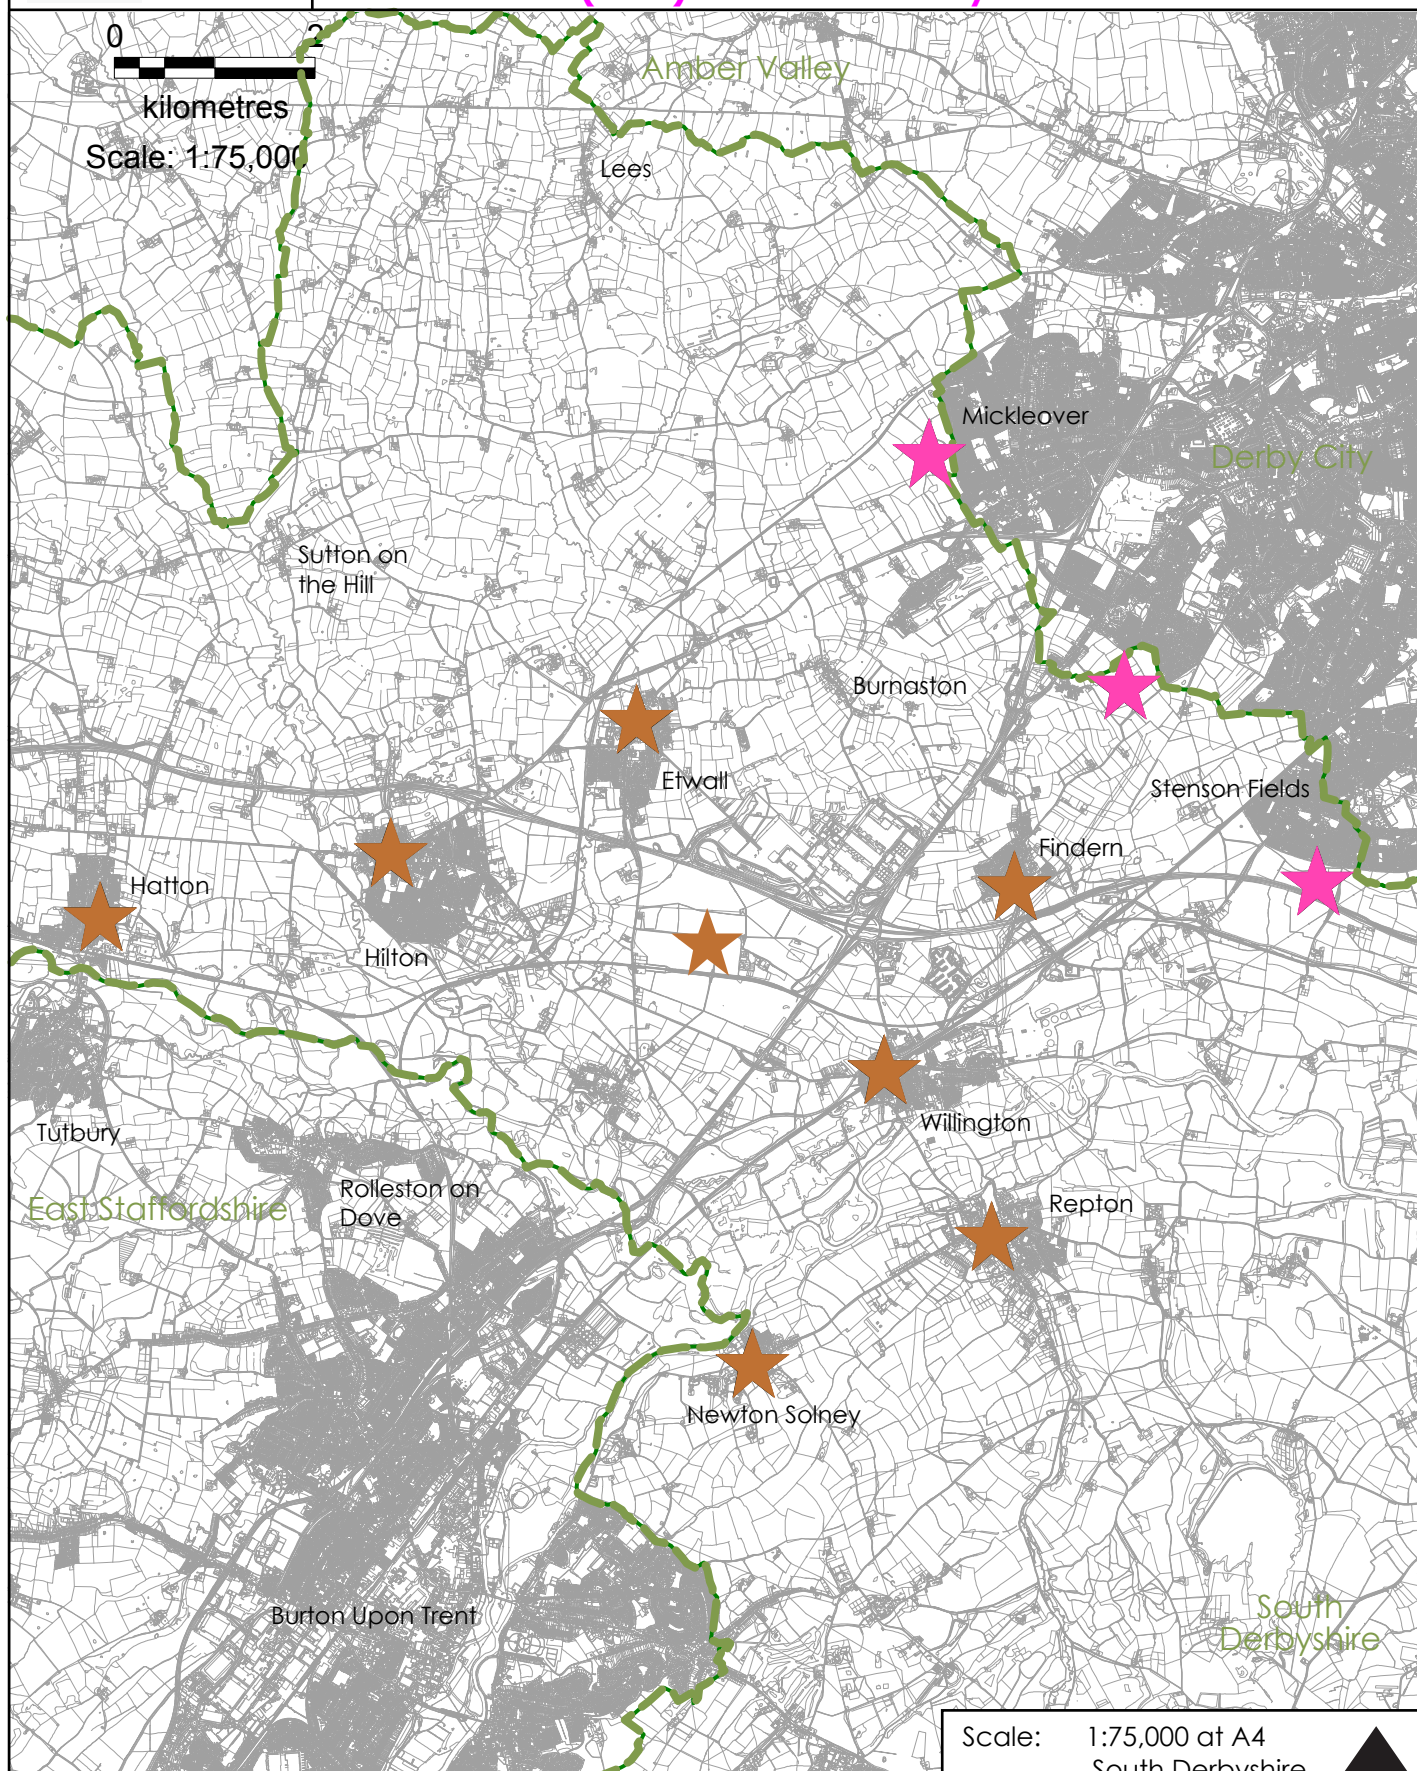 0 2
kilometres
Scale: 1:75,000
Amber Valley
Lees
Mickleover
Derby City
Sutton on
the Hill
Burnaston
Etwall
Stenson Fields
Findern
Hatton
Hilton
Willington
Tutbury
Rolleston on
Dove
East Staffordshire
Repton
Newton Solney
Burton Upon Trent
South
Derbyshire
Scale: 1:75,000 at A4
South Derbyshire